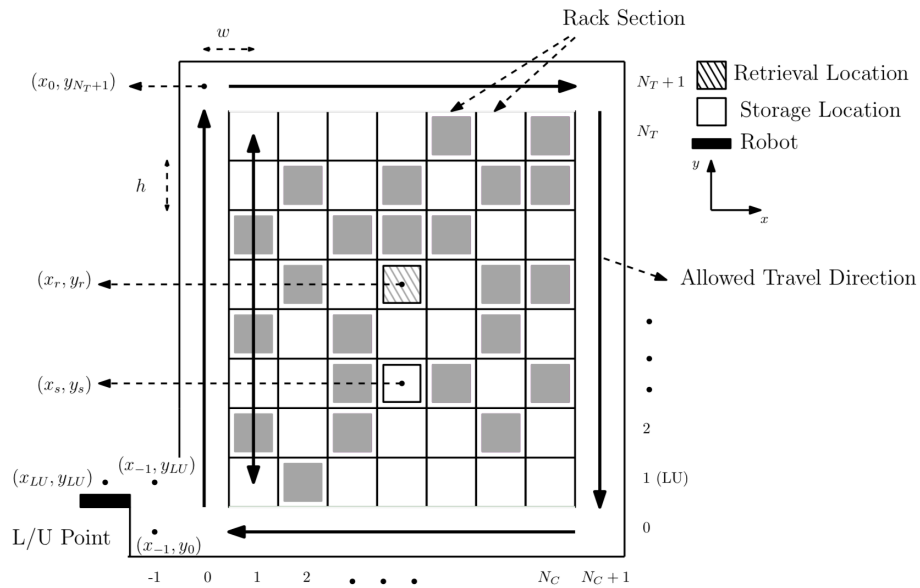 Rack Section
w
(x₀, y_{N_T+1})
N_T + 1
Retrieval Location
Storage Location
N_T
Robot
y
h
x
(x_r, y_r)
Allowed Travel Direction
(x_s, y_s)
2
(x_{-1}, y_{LU})
(x_{LU}, y_{LU})
1 (LU)
0
L/U Point
(x_{-1}, y₀)
-1 0 1 2 N_C N_C + 1